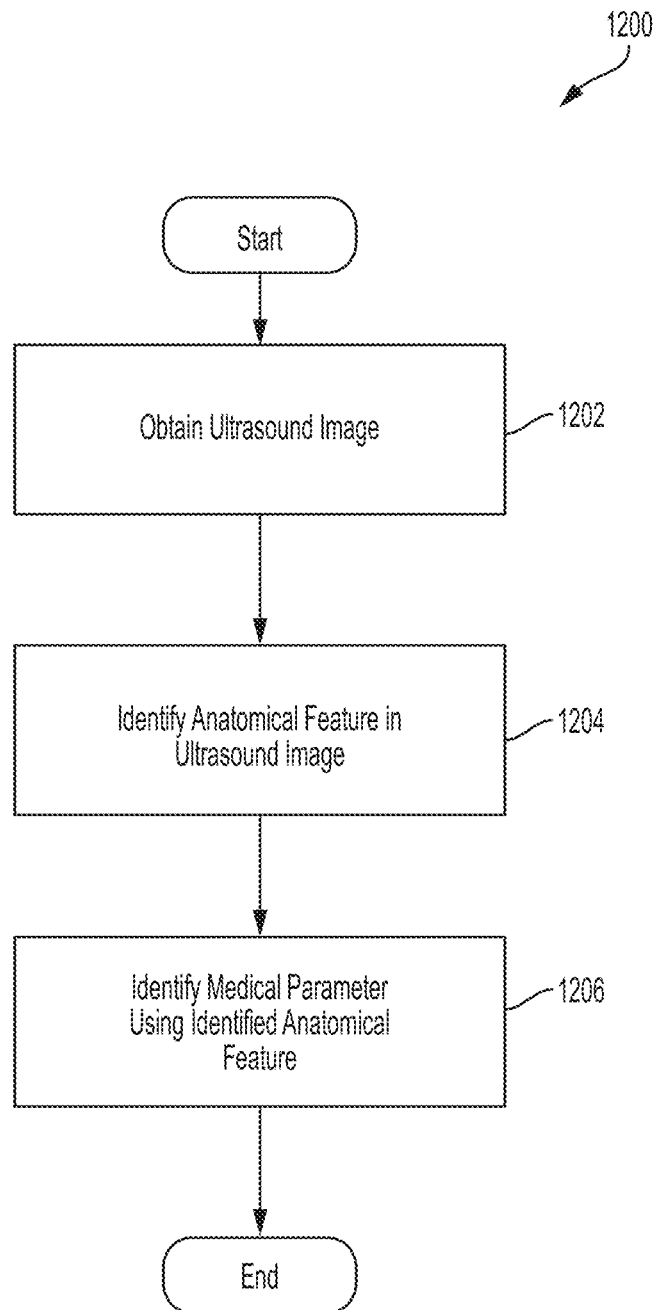 1200
Start
Obtain Ultrasound Image
1202
Identify Anatomical Feature in
Ultrasound Image
1204
Identify Medical Parameter
Using Identified Anatomical
Feature
1206
End